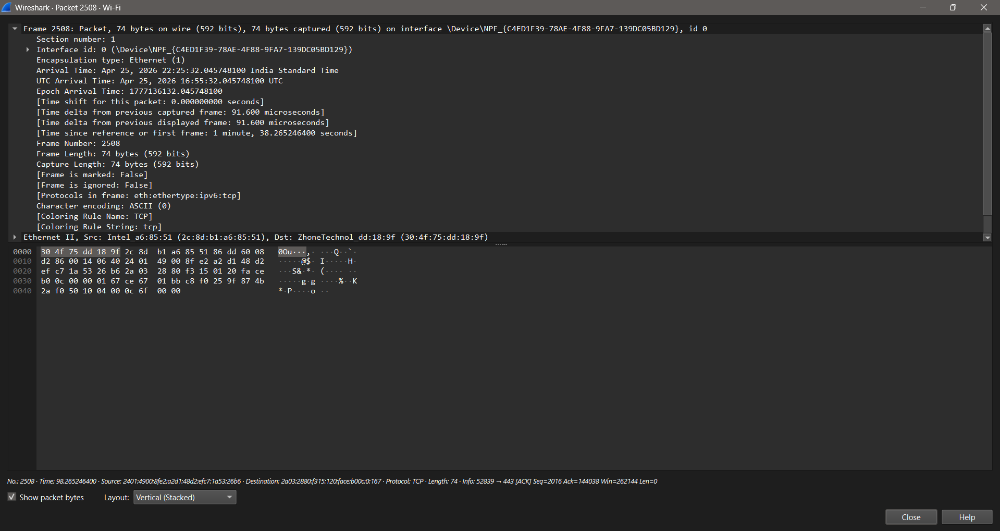 Wireshark · Packet 2508 · Wi-Fi
Frame 2508: Packet, 74 bytes on wire (592 bits), 74 bytes captured (592 bits) on interface \Device\NPF_{C4ED1F39-78AE-4F88-9FA7-139DC05BD129}, id 0
Section number: 1
Interface id: 0 (\Device\NPF_{C4ED1F39-78AE-4F88-9FA7-139DC05BD129})
Encapsulation type: Ethernet (1)
Arrival Time: Apr 25, 2026 22:25:32.045748100 India Standard Time
UTC Arrival Time: Apr 25, 2026 16:55:32.045748100 UTC
Epoch Arrival Time: 1777136132.045748100
[Time shift for this packet: 0.000000000 seconds]
[Time delta from previous captured frame: 91.600 microseconds]
[Time delta from previous displayed frame: 91.600 microseconds]
[Time since reference or first frame: 1 minute, 38.265246400 seconds]
Frame Number: 2508
Frame Length: 74 bytes (592 bits)
Capture Length: 74 bytes (592 bits)
[Frame is marked: False]
[Frame is ignored: False]
[Protocols in frame: eth:ethertype:ipv6:tcp]
Character encoding: ASCII (0)
[Coloring Rule Name: TCP]
[Coloring Rule String: tcp]
Ethernet II, Src: Intel_a6:85:51 (2c:8d:b1:a6:85:51), Dst: ZhoneTechnol_dd:18:9f (30:4f:75:dd:18:9f)
0000 30 4f 75 dd 18 9f 2c 8d b1 a6 85 51 86 dd 60 08 0Ou···,· ···Q··`·
0010 d2 86 00 14 06 40 24 01 49 00 8f e2 a2 d1 48 d2 ·····@$· I·····H·
0020 ef c7 1a 53 26 b6 2a 03 28 80 f3 15 01 20 fa ce ···S&·*· (···· ··
0030 b0 0c 00 00 01 67 ce 67 01 bb c8 f0 25 9f 87 4b ·····g·g ····%··K
0040 2a f0 50 10 04 00 0c 6f 00 00 *·P····o ··
No.: 2508 · Time: 98.265246400 · Source: 2401:4900:8fe2:a2d1:48d2:efc7:1a53:26b6 · Destination: 2a03:2880:f315:120:face:b00c:0:167 · Protocol: TCP · Length: 74 · Info: 52839 → 443 [ACK] Seq=2016 Ack=144038 Win=262144 Len=0
Show packet bytes Layout: Vertical (Stacked)
Close Help